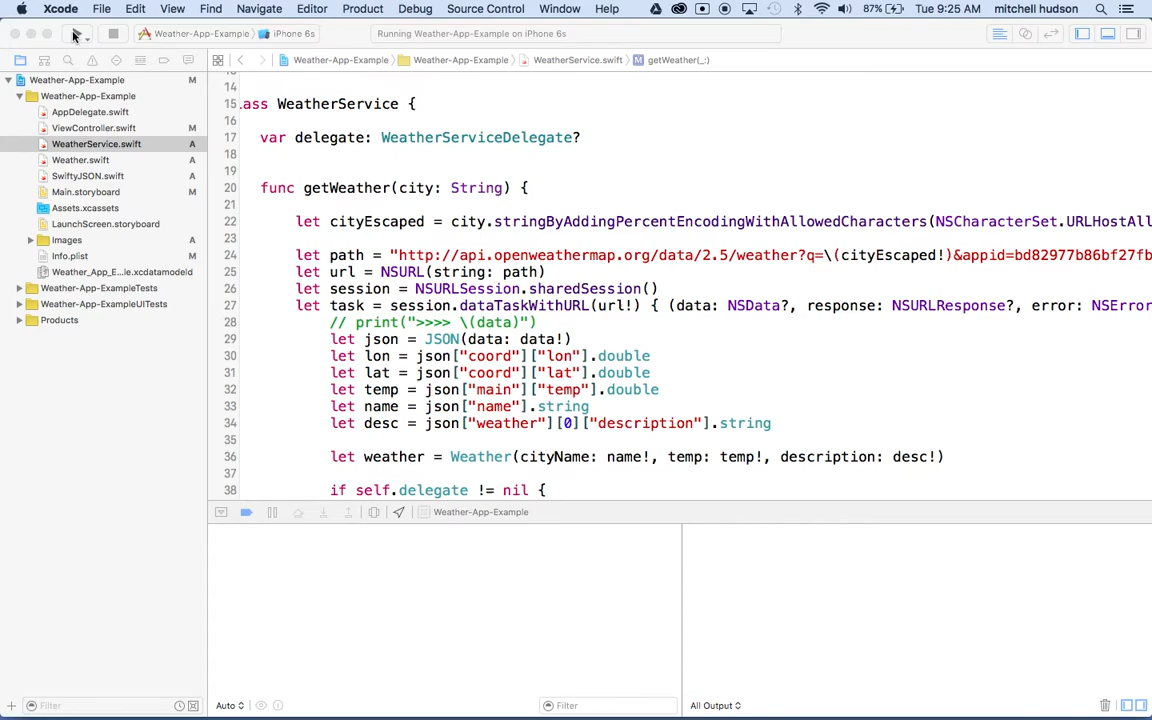 Xcode File Edit View Find Navigate Editor Product Debug Source Control Window Help 87% Tue 9:25 AM mitchell hudson
Weather-App-Example iPhone 6s Running Weather-App-Example on iPhone 6s
Weather-App-Example Weather-App-Example WeatherService.swift M getWeather(_:)
Weather-App-Example M
Weather-App-Example
AppDelegate.swift
ViewController.swift M
WeatherService.swift A
Weather.swift A
SwiftyJSON.swift A
Main.storyboard M
Assets.xcassets
LaunchScreen.storyboard
Images A
Info.plist
Weather_App_E...le.xcdatamodeld
Weather-App-ExampleTests
Weather-App-ExampleUITests
Products
14
15 ass WeatherService {
16
17 var delegate: WeatherServiceDelegate?
18
19
20 func getWeather(city: String) {
21
22 let cityEscaped = city.stringByAddingPercentEncodingWithAllowedCharacters(NSCharacterSet.URLHostAll
23
24 let path = "http://api.openweathermap.org/data/2.5/weather?q=\(cityEscaped!)&appid=bd82977b86bf27fb
25 let url = NSURL(string: path)
26 let session = NSURLSession.sharedSession()
27 let task = session.dataTaskWithURL(url!) { (data: NSData?, response: NSURLResponse?, error: NSError
28 // print(">>>> \(data)")
29 let json = JSON(data: data!)
30 let lon = json["coord"]["lon"].double
31 let lat = json["coord"]["lat"].double
32 let temp = json["main"]["temp"].double
33 let name = json["name"].string
34 let desc = json["weather"][0]["description"].string
35
36 let weather = Weather(cityName: name!, temp: temp!, description: desc!)
37
38 if self.delegate != nil {
Weather-App-Example
Filter Auto Filter All Output